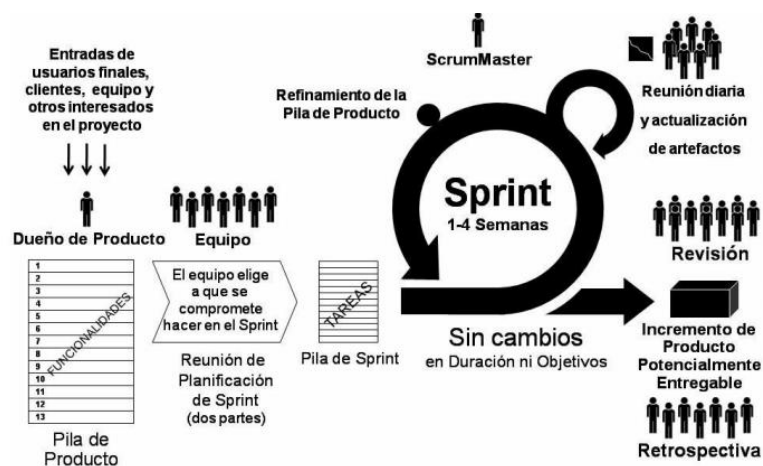 Entradas de
usuarios finales,
clientes, equipo y
otros interesados
en el proyecto
Dueño de Producto
1
2
3
4
5
6
7
8
9
10
11
12
13
FUNCIONALIDADES
Pila de
Producto
Equipo
El equipo elige
a que se
compromete
hacer en el Sprint
Reunión de
Planificación
de Sprint
(dos partes)
TAREAS
Pila de Sprint
ScrumMaster
Refinamiento de la
Pila de Producto
Sprint
1-4 Semanas
Sin cambios
en Duración ni Objetivos
Reunión diaria
y actualización
de artefactos
Revisión
Incremento de
Producto
Potencialmente
Entregable
Retrospectiva